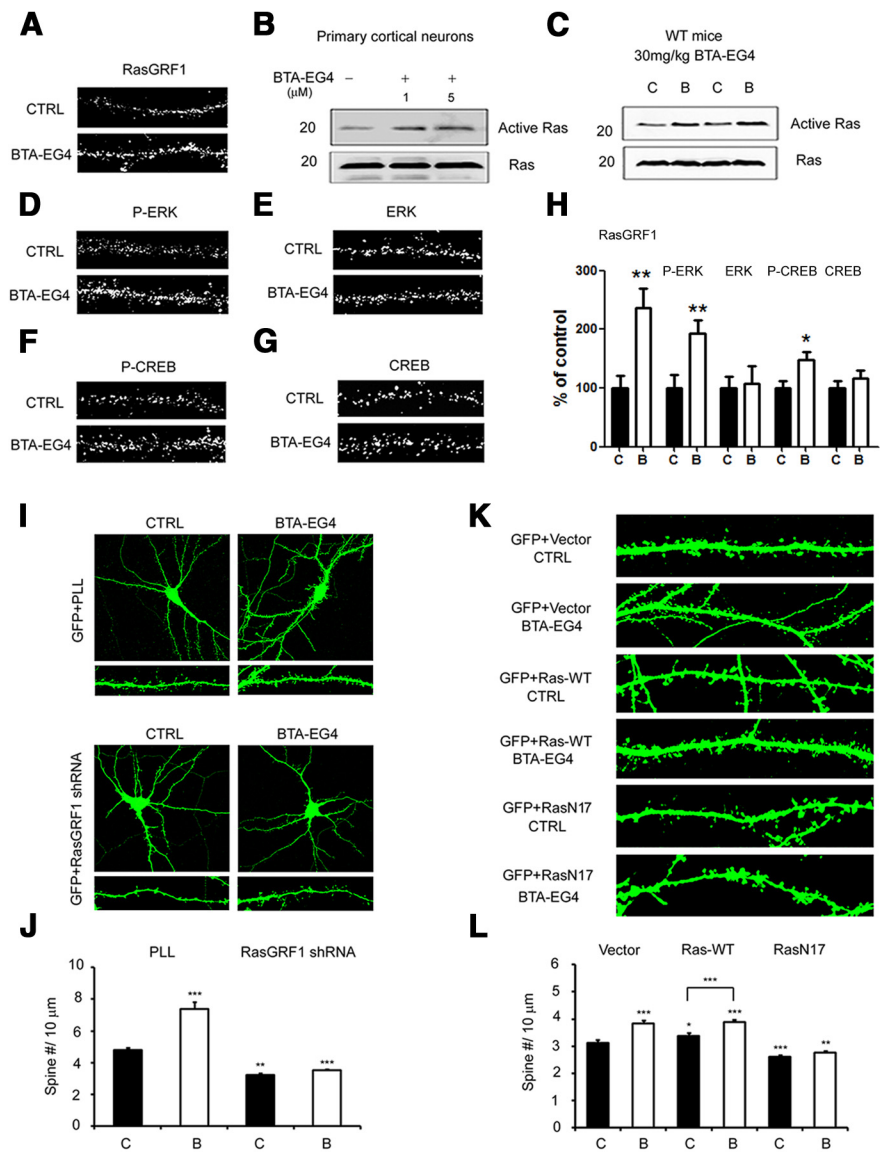 A
RasGRF1
CTRL
BTA-EG4
B
Primary cortical neurons
BTA-EG4 – + +
(μM) 1 5
20 Active Ras
20 Ras
C
WT mice
30mg/kg BTA-EG4
C B C B
20 Active Ras
20 Ras
D
P-ERK
CTRL
BTA-EG4
E
ERK
CTRL
BTA-EG4
F
P-CREB
CTRL
BTA-EG4
G
CREB
CTRL
BTA-EG4
H
RasGRF1
P-ERK ERK P-CREB CREB
% of control
300
200
100
0
** ** *
C B C B C B C B C B
I
CTRL BTA-EG4
GFP+PLL
CTRL BTA-EG4
GFP+RasGRF1 shRNA
J
PLL RasGRF1 shRNA
Spine #/ 10 μm
10
8
6
4
2
0
*** ** ***
C B C B
K
GFP+Vector
CTRL
GFP+Vector
BTA-EG4
GFP+Ras-WT
CTRL
GFP+Ras-WT
BTA-EG4
GFP+RasN17
CTRL
GFP+RasN17
BTA-EG4
L
Vector Ras-WT RasN17
Spine #/ 10 μm
6
5
4
3
2
1
0
***
*** * *** *** **
C B C B C B